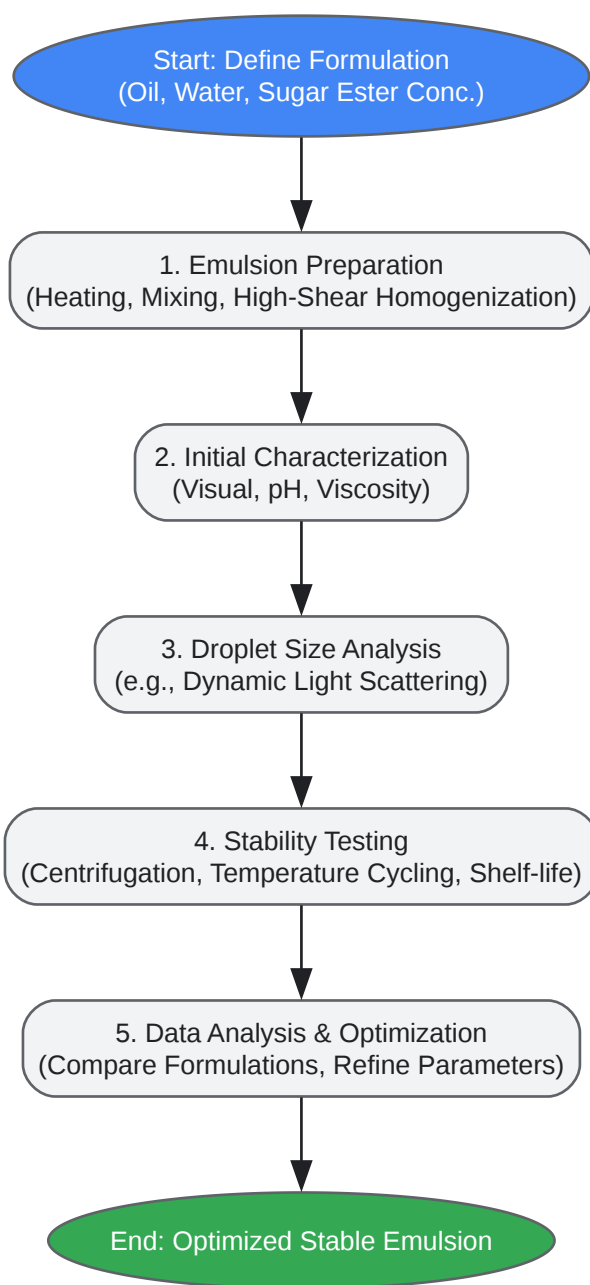 Start: Define Formulation
(Oil, Water, Sugar Ester Conc.)
1. Emulsion Preparation
(Heating, Mixing, High-Shear Homogenization)
2. Initial Characterization
(Visual, pH, Viscosity)
3. Droplet Size Analysis
(e.g., Dynamic Light Scattering)
4. Stability Testing
(Centrifugation, Temperature Cycling, Shelf-life)
5. Data Analysis & Optimization
(Compare Formulations, Refine Parameters)
End: Optimized Stable Emulsion